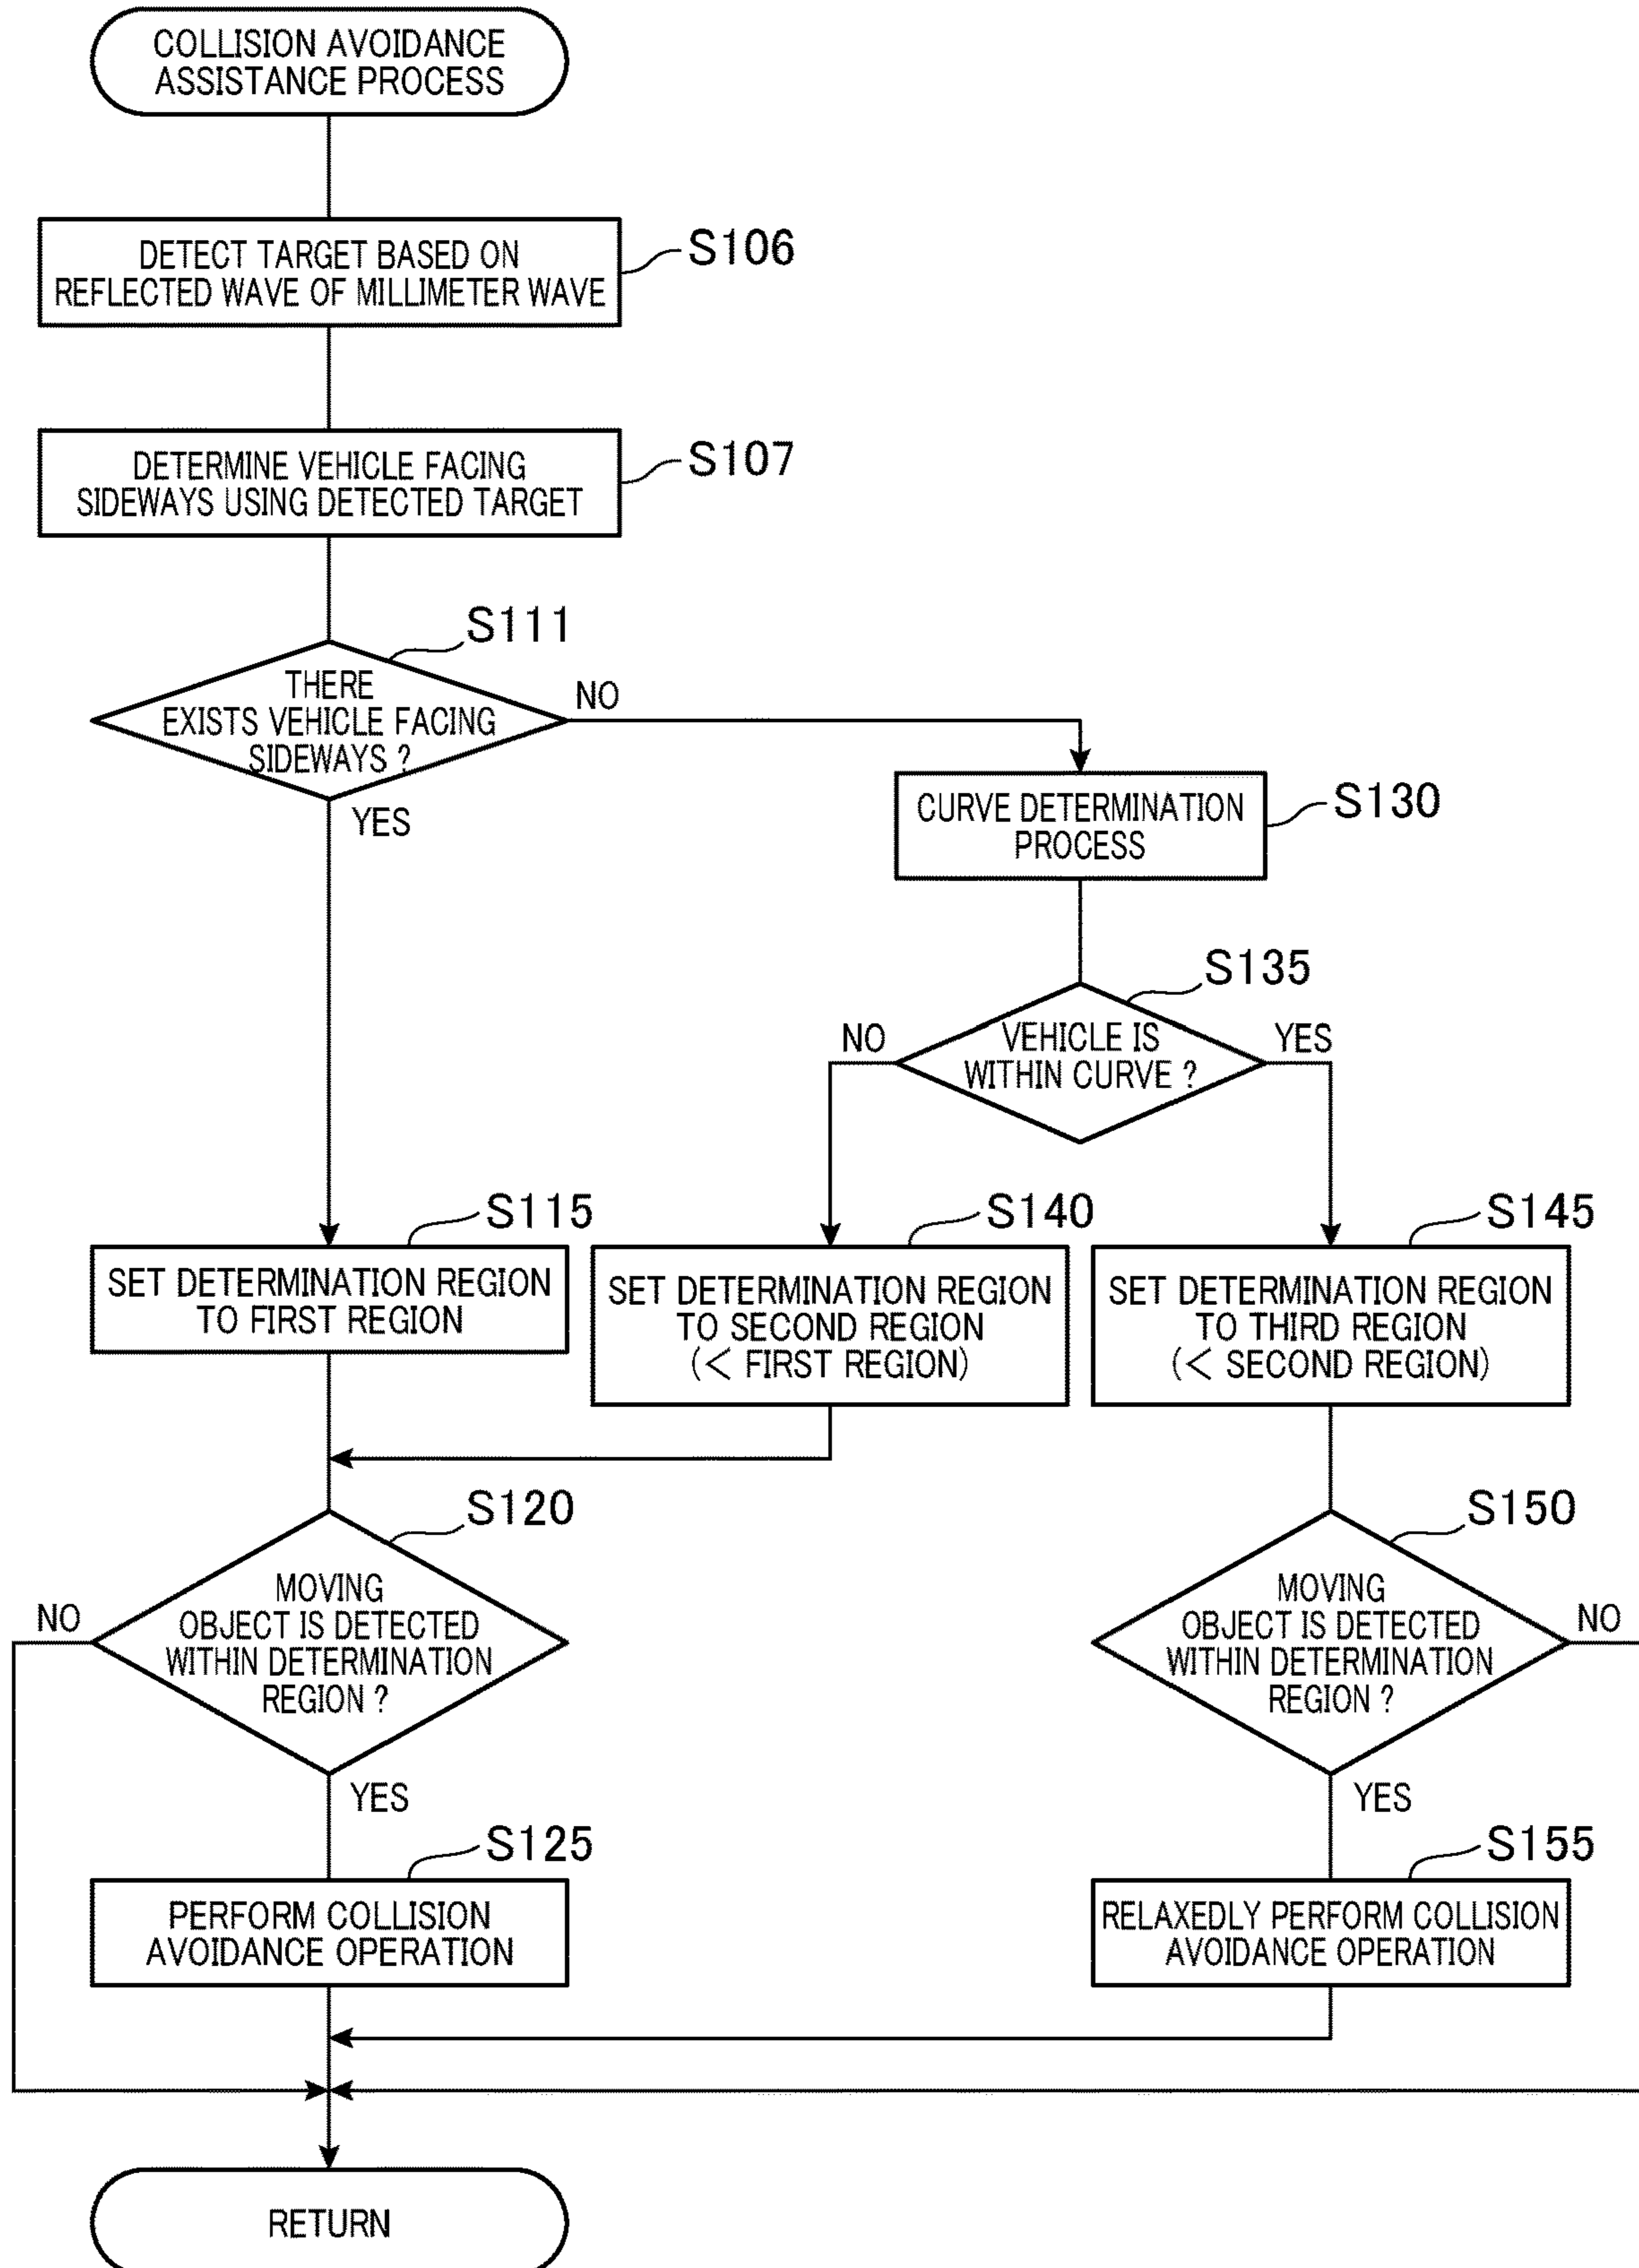 COLLISION AVOIDANCE
ASSISTANCE PROCESS
DETECT TARGET BASED ON
REFLECTED WAVE OF MILLIMETER WAVE
S106
DETERMINE VEHICLE FACING
SIDEWAYS USING DETECTED TARGET
S107
S111
THERE
EXISTS VEHICLE FACING
SIDEWAYS ?
NO
YES
CURVE DETERMINATION
PROCESS
S130
S135
VEHICLE IS
WITHIN CURVE ?
NO
YES
S115
SET DETERMINATION REGION
TO FIRST REGION
S140
SET DETERMINATION REGION
TO SECOND REGION
(< FIRST REGION)
S145
SET DETERMINATION REGION
TO THIRD REGION
(< SECOND REGION)
S120
MOVING
OBJECT IS DETECTED
WITHIN DETERMINATION
REGION ?
NO
YES
S150
MOVING
OBJECT IS DETECTED
WITHIN DETERMINATION
REGION ?
NO
YES
S125
PERFORM COLLISION
AVOIDANCE OPERATION
S155
RELAXEDLY PERFORM COLLISION
AVOIDANCE OPERATION
RETURN